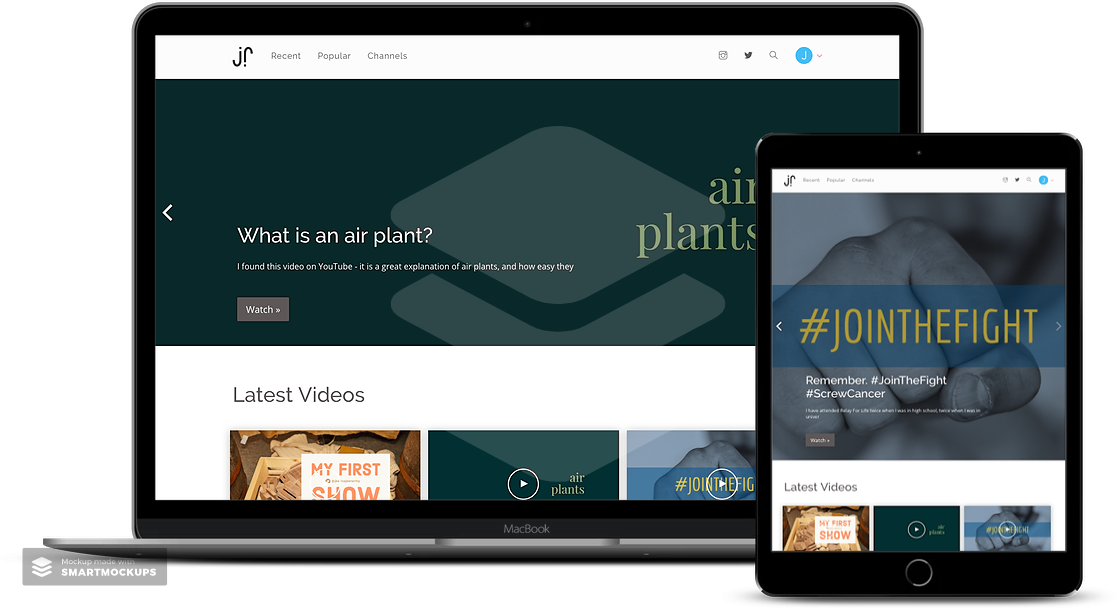 Recent Popular Channels
J
air
plants
What is an air plant?
I found this video on YouTube - it is a great explanation of air plants, and how easy they
Watch »
Latest Videos
MY FIRST
SHOW
air
plants
#JOINTHEFIG
MacBook
Mockup made with
SMARTMOCKUPS
Recent Popular Channels
J
#JOINTHEFIGHT
Remember. #JoinTheFight
#ScrewCancer
I have attended Relay For Life twice when I was in high school, twice when I was in
Watch »
Latest Videos
MY FIRST
SHOW
air
plants
#JOINTHEFIGHT